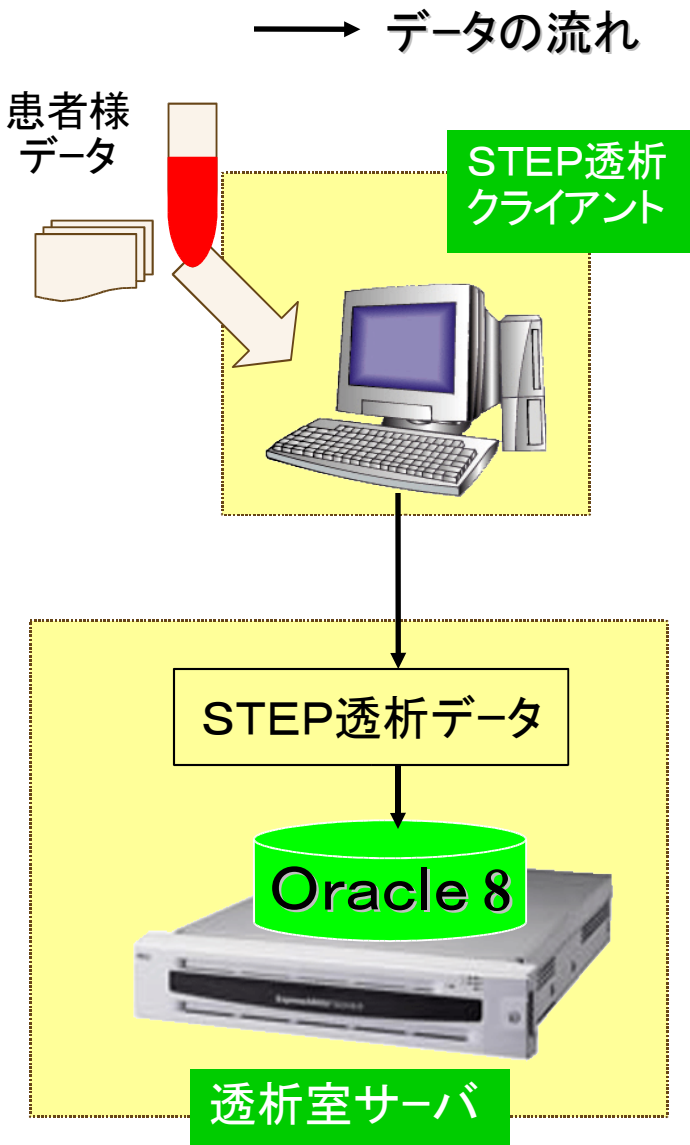 データの流れ
患者様
データ
STEP透析
クライアント
STEP透析データ
Oracle 8
透析室サーバ